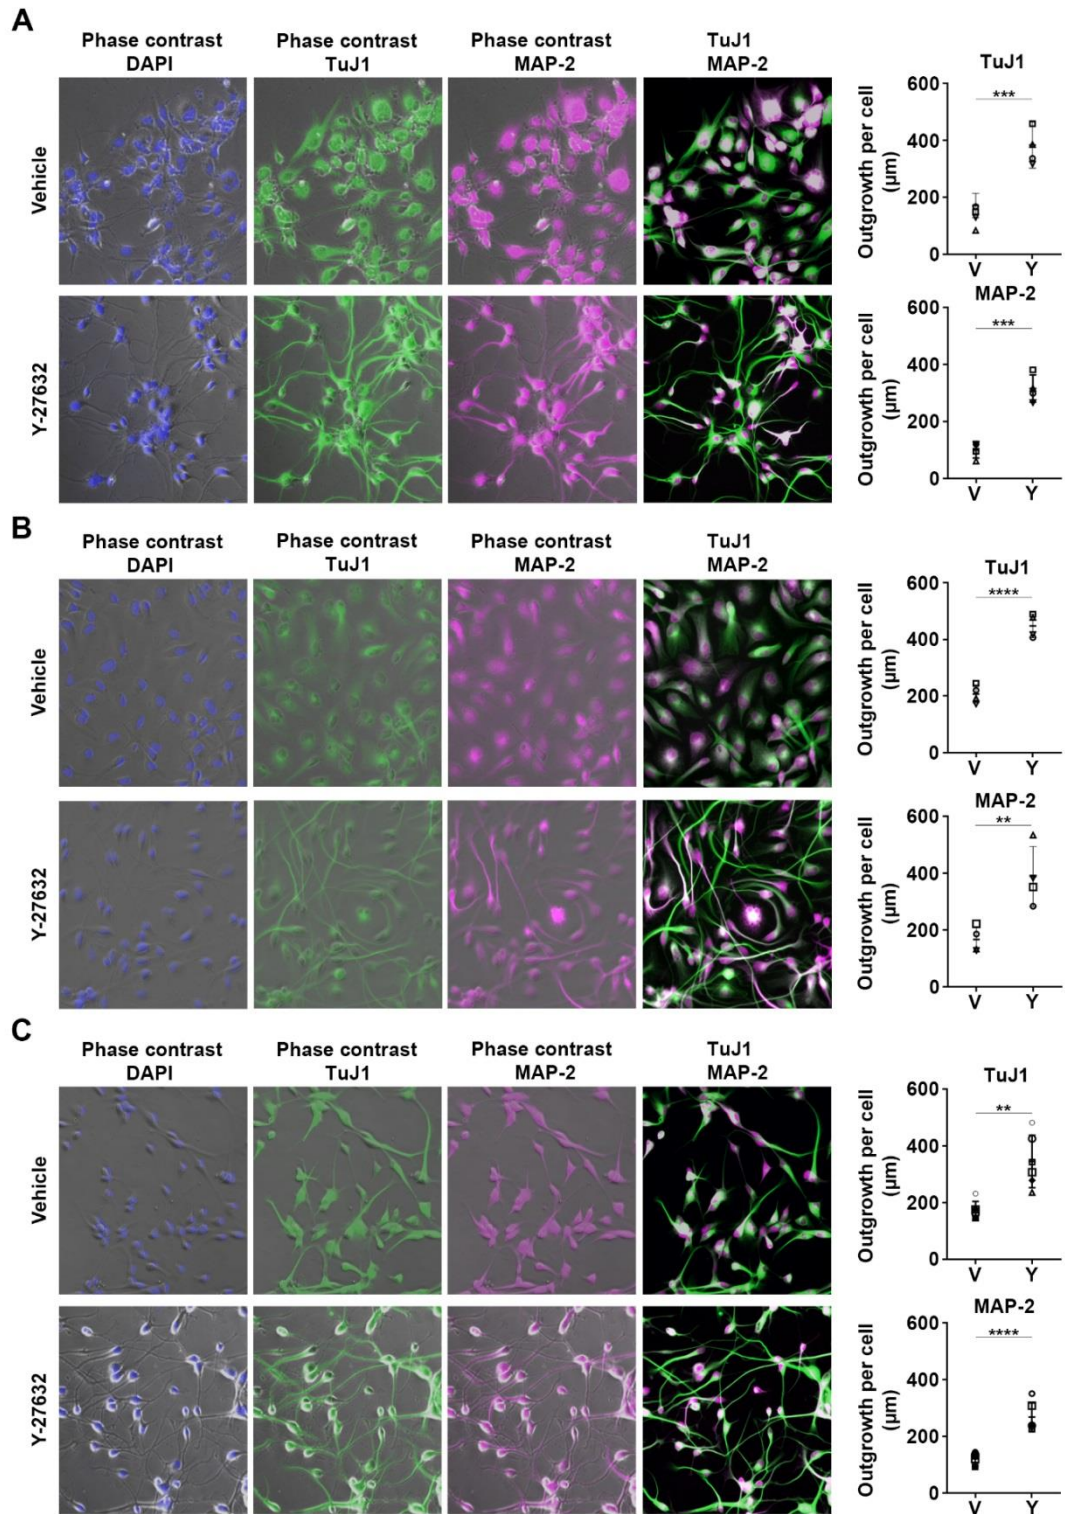 A
Phase contrast
DAPI
Phase contrast
TuJ1
Phase contrast
MAP-2
TuJ1
MAP-2
Vehicle
Y-27632
TuJ1
Outgrowth per cell
(µm)
600
400
200
0
***
V
Y
MAP-2
Outgrowth per cell
(µm)
600
400
200
0
***
V
Y
B
Phase contrast
DAPI
Phase contrast
TuJ1
Phase contrast
MAP-2
TuJ1
MAP-2
Vehicle
Y-27632
TuJ1
Outgrowth per cell
(µm)
600
400
200
0
****
V
Y
MAP-2
Outgrowth per cell
(µm)
600
400
200
0
**
V
Y
C
Phase contrast
DAPI
Phase contrast
TuJ1
Phase contrast
MAP-2
TuJ1
MAP-2
Vehicle
Y-27632
TuJ1
Outgrowth per cell
(µm)
600
400
200
0
**
V
Y
MAP-2
Outgrowth per cell
(µm)
600
400
200
0
****
V
Y